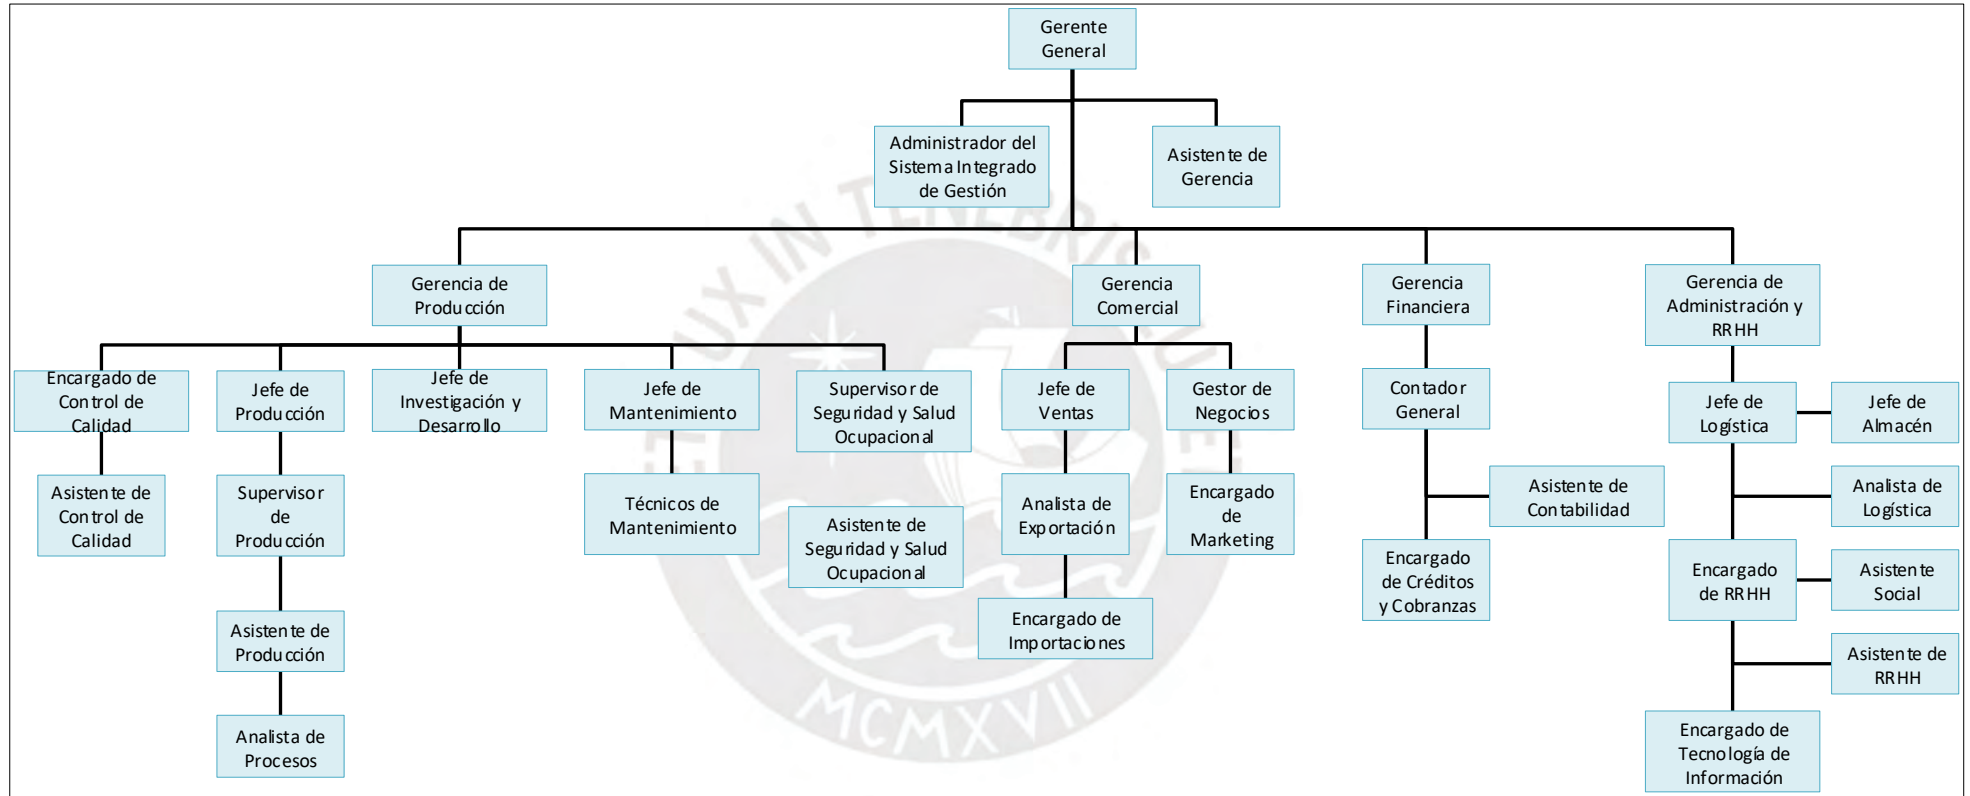 Gerente
General
Administrador del
Sistema Integrado
de Gestión
Asistente de
Gerencia
Gerencia de
Producción
Gerencia
Comercial
Gerencia
Financiera
Gerencia de
Administración y
RRHH
Encargado de
Control de
Calidad
Jefe de
Producción
Jefe de
Investigación y
Desarrollo
Jefe de
Mantenimiento
Supervisor de
Seguridad y Salud
Ocupacional
Jefe de
Ventas
Gestor de
Negocios
Contador
General
Jefe de
Logística
Jefe de
Almacén
Asistente de
Control de
Calidad
Supervisor
de
Producción
Técnicos de
Mantenimiento
Asistente de
Seguridad y Salud
Ocupacional
Analista de
Exportación
Encargado
de
Marketing
Asistente de
Contabilidad
Analista de
Logística
Encargado
de Créditos
y Cobranzas
Encargado
de RRHH
Asistente
Social
Asistente de
Producción
Encargado de
Importaciones
Asistente de
RRHH
Analista de
Procesos
Encargado de
Tecnología de
Información
ET LUX IN TENEBRIS LUCET
MCMXVII